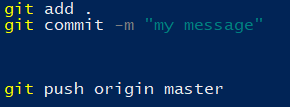 git add .
git commit -m "my message"
git push origin master